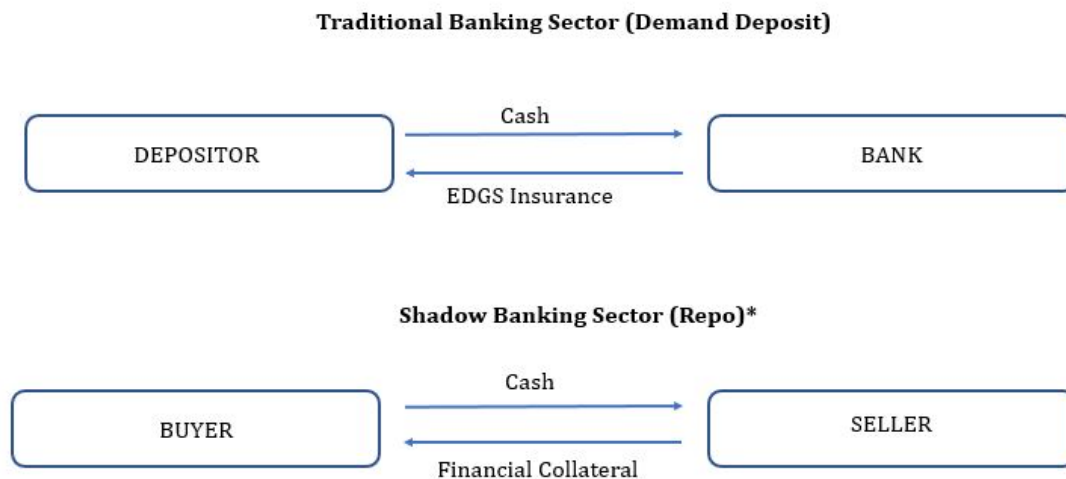 Traditional Banking Sector (Demand Deposit)
Cash
DEPOSITOR
BANK
EDGS Insurance
Shadow Banking Sector (Repo)*
Cash
BUYER
SELLER
Financial Collateral